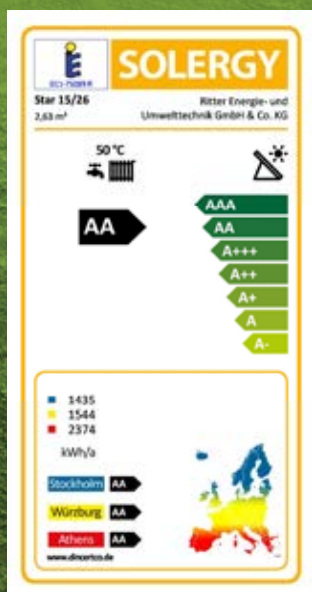 SOLERGY
Star 15/26
2,63 m²
Ritter Energie- und
Umwelttechnik GmbH & Co. KG
50 °C
AA
AAA
AA
A+++
A++
A+
A
A-
1435
1544
2374
kWh/a
Stockholm AA
Würzburg AA
Athens AA
www.dincertco.de